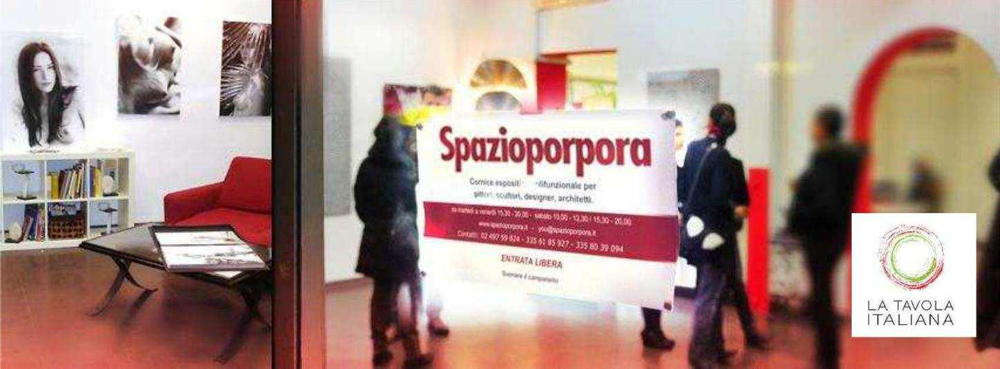 Spazioporpora
Cornice espositi ltifunzionale per
pittori, scultori, designer, architetti.
da martedì a venerdì 15,30 - 20,00 - sabato 10,00 - 12,30 | 15,30 - 20,00
www.spazioporpora.it - you@spazioporpora.it
Contatti: 02 497 59 824 - 335 61 85 927 - 335 80 39 094
ENTRATA LIBERA
Suonare il campanello
LA TAVOLA
ITALIANA